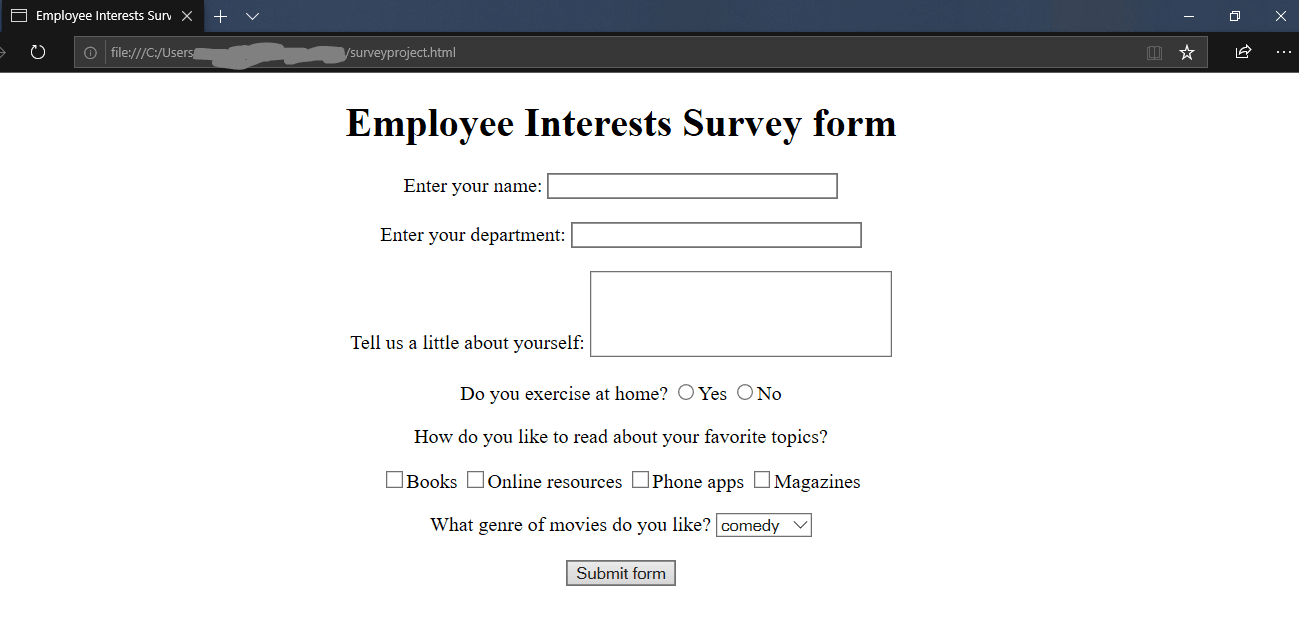 Employee Interests Surv
file:///C:/Users /surveyproject.html
Employee Interests Survey form
Enter your name:
Enter your department:
Tell us a little about yourself:
Do you exercise at home? Yes No
How do you like to read about your favorite topics?
Books Online resources Phone apps Magazines
What genre of movies do you like? comedy
Submit form